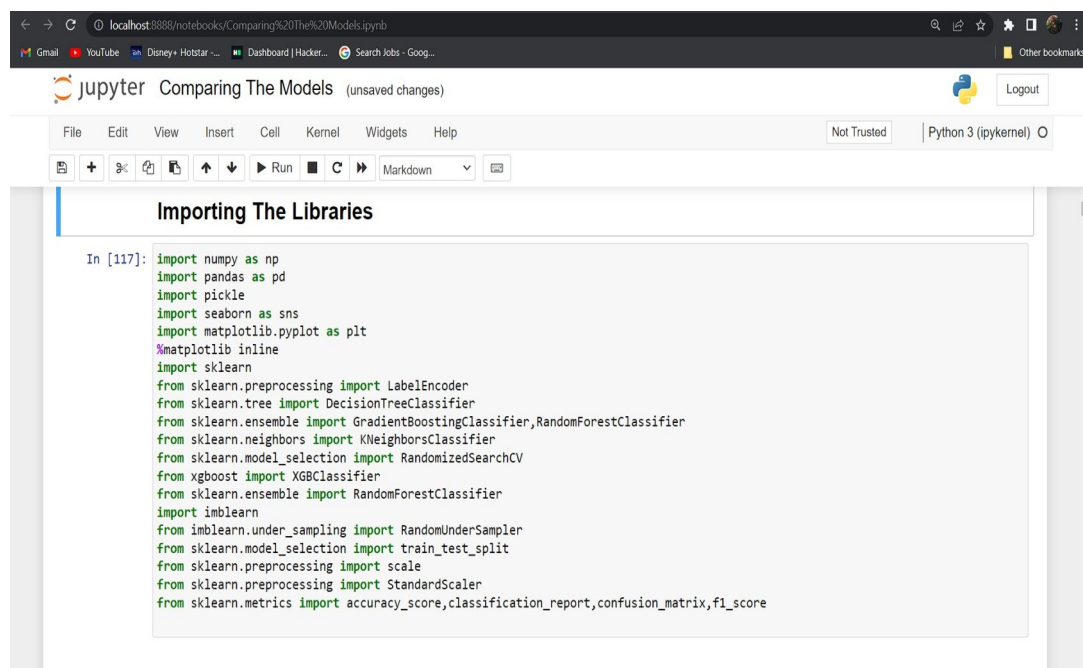 localhost:8888/notebooks/Comparing%20The%20Models.ipynb
Gmail YouTube Disney+ Hotstar -... Dashboard | Hacker... Search Jobs - Goog... Other bookmarks
jupyter Comparing The Models (unsaved changes) Logout
File Edit View Insert Cell Kernel Widgets Help Not Trusted Python 3 (ipykernel)
Run Markdown
Importing The Libraries
In [117]: import numpy as np
import pandas as pd
import pickle
import seaborn as sns
import matplotlib.pyplot as plt
%matplotlib inline
import sklearn
from sklearn.preprocessing import LabelEncoder
from sklearn.tree import DecisionTreeClassifier
from sklearn.ensemble import GradientBoostingClassifier,RandomForestClassifier
from sklearn.neighbors import KNeighborsClassifier
from sklearn.model_selection import RandomizedSearchCV
from xgboost import XGBClassifier
from sklearn.ensemble import RandomForestClassifier
import imblearn
from imblearn.under_sampling import RandomUnderSampler
from sklearn.model_selection import train_test_split
from sklearn.preprocessing import scale
from sklearn.preprocessing import StandardScaler
from sklearn.metrics import accuracy_score,classification_report,confusion_matrix,f1_score